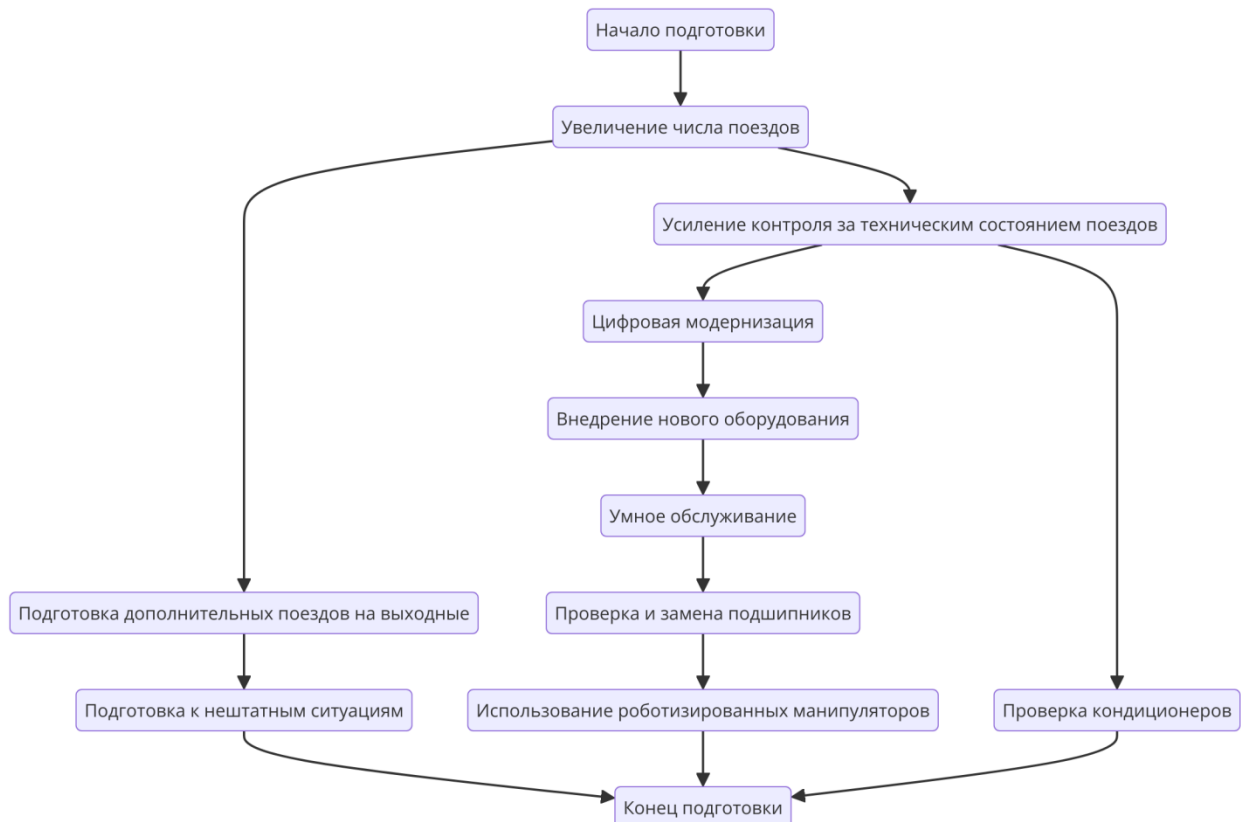 Начало подготовки
Увеличение числа поездов
Усиление контроля за техническим состоянием поездов
Цифровая модернизация
Внедрение нового оборудования
Умное обслуживание
Подготовка дополнительных поездов на выходные
Проверка и замена подшипников
Подготовка к нештатным ситуациям
Использование роботизированных манипуляторов
Проверка кондиционеров
Конец подготовки